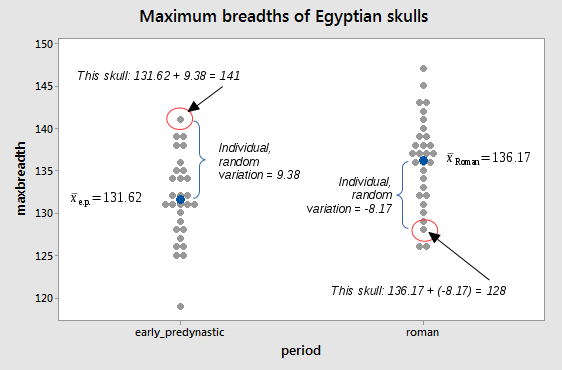 Maximum breadths of Egyptian skulls
maxbreadth
150
145
140
135
130
125
120
This skull: 131.62 + 9.38 = 141
Individual,
random
variation = 9.38
x̅ e.p. = 131.62
x̅ Roman = 136.17
Individual,
random
variation = -8.17
This skull: 136.17 + (-8.17) = 128
early_predynastic
roman
period